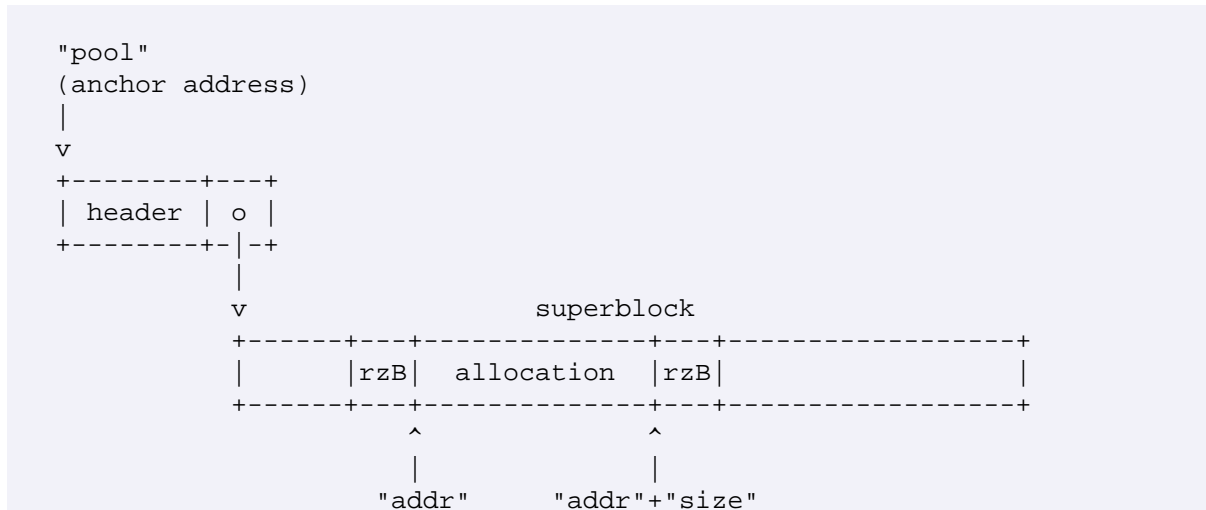 "pool"
(anchor address)
|
v
+--------+---+
| header | o |
+--------+-|-+
           |
           v                 superblock
           +------+---+--------------+---+------------------+
           |      |rzB|  allocation  |rzB|                  |
           +------+---+--------------+---+------------------+
                      ^              ^
                      |              |
                    "addr"     "addr"+"size"